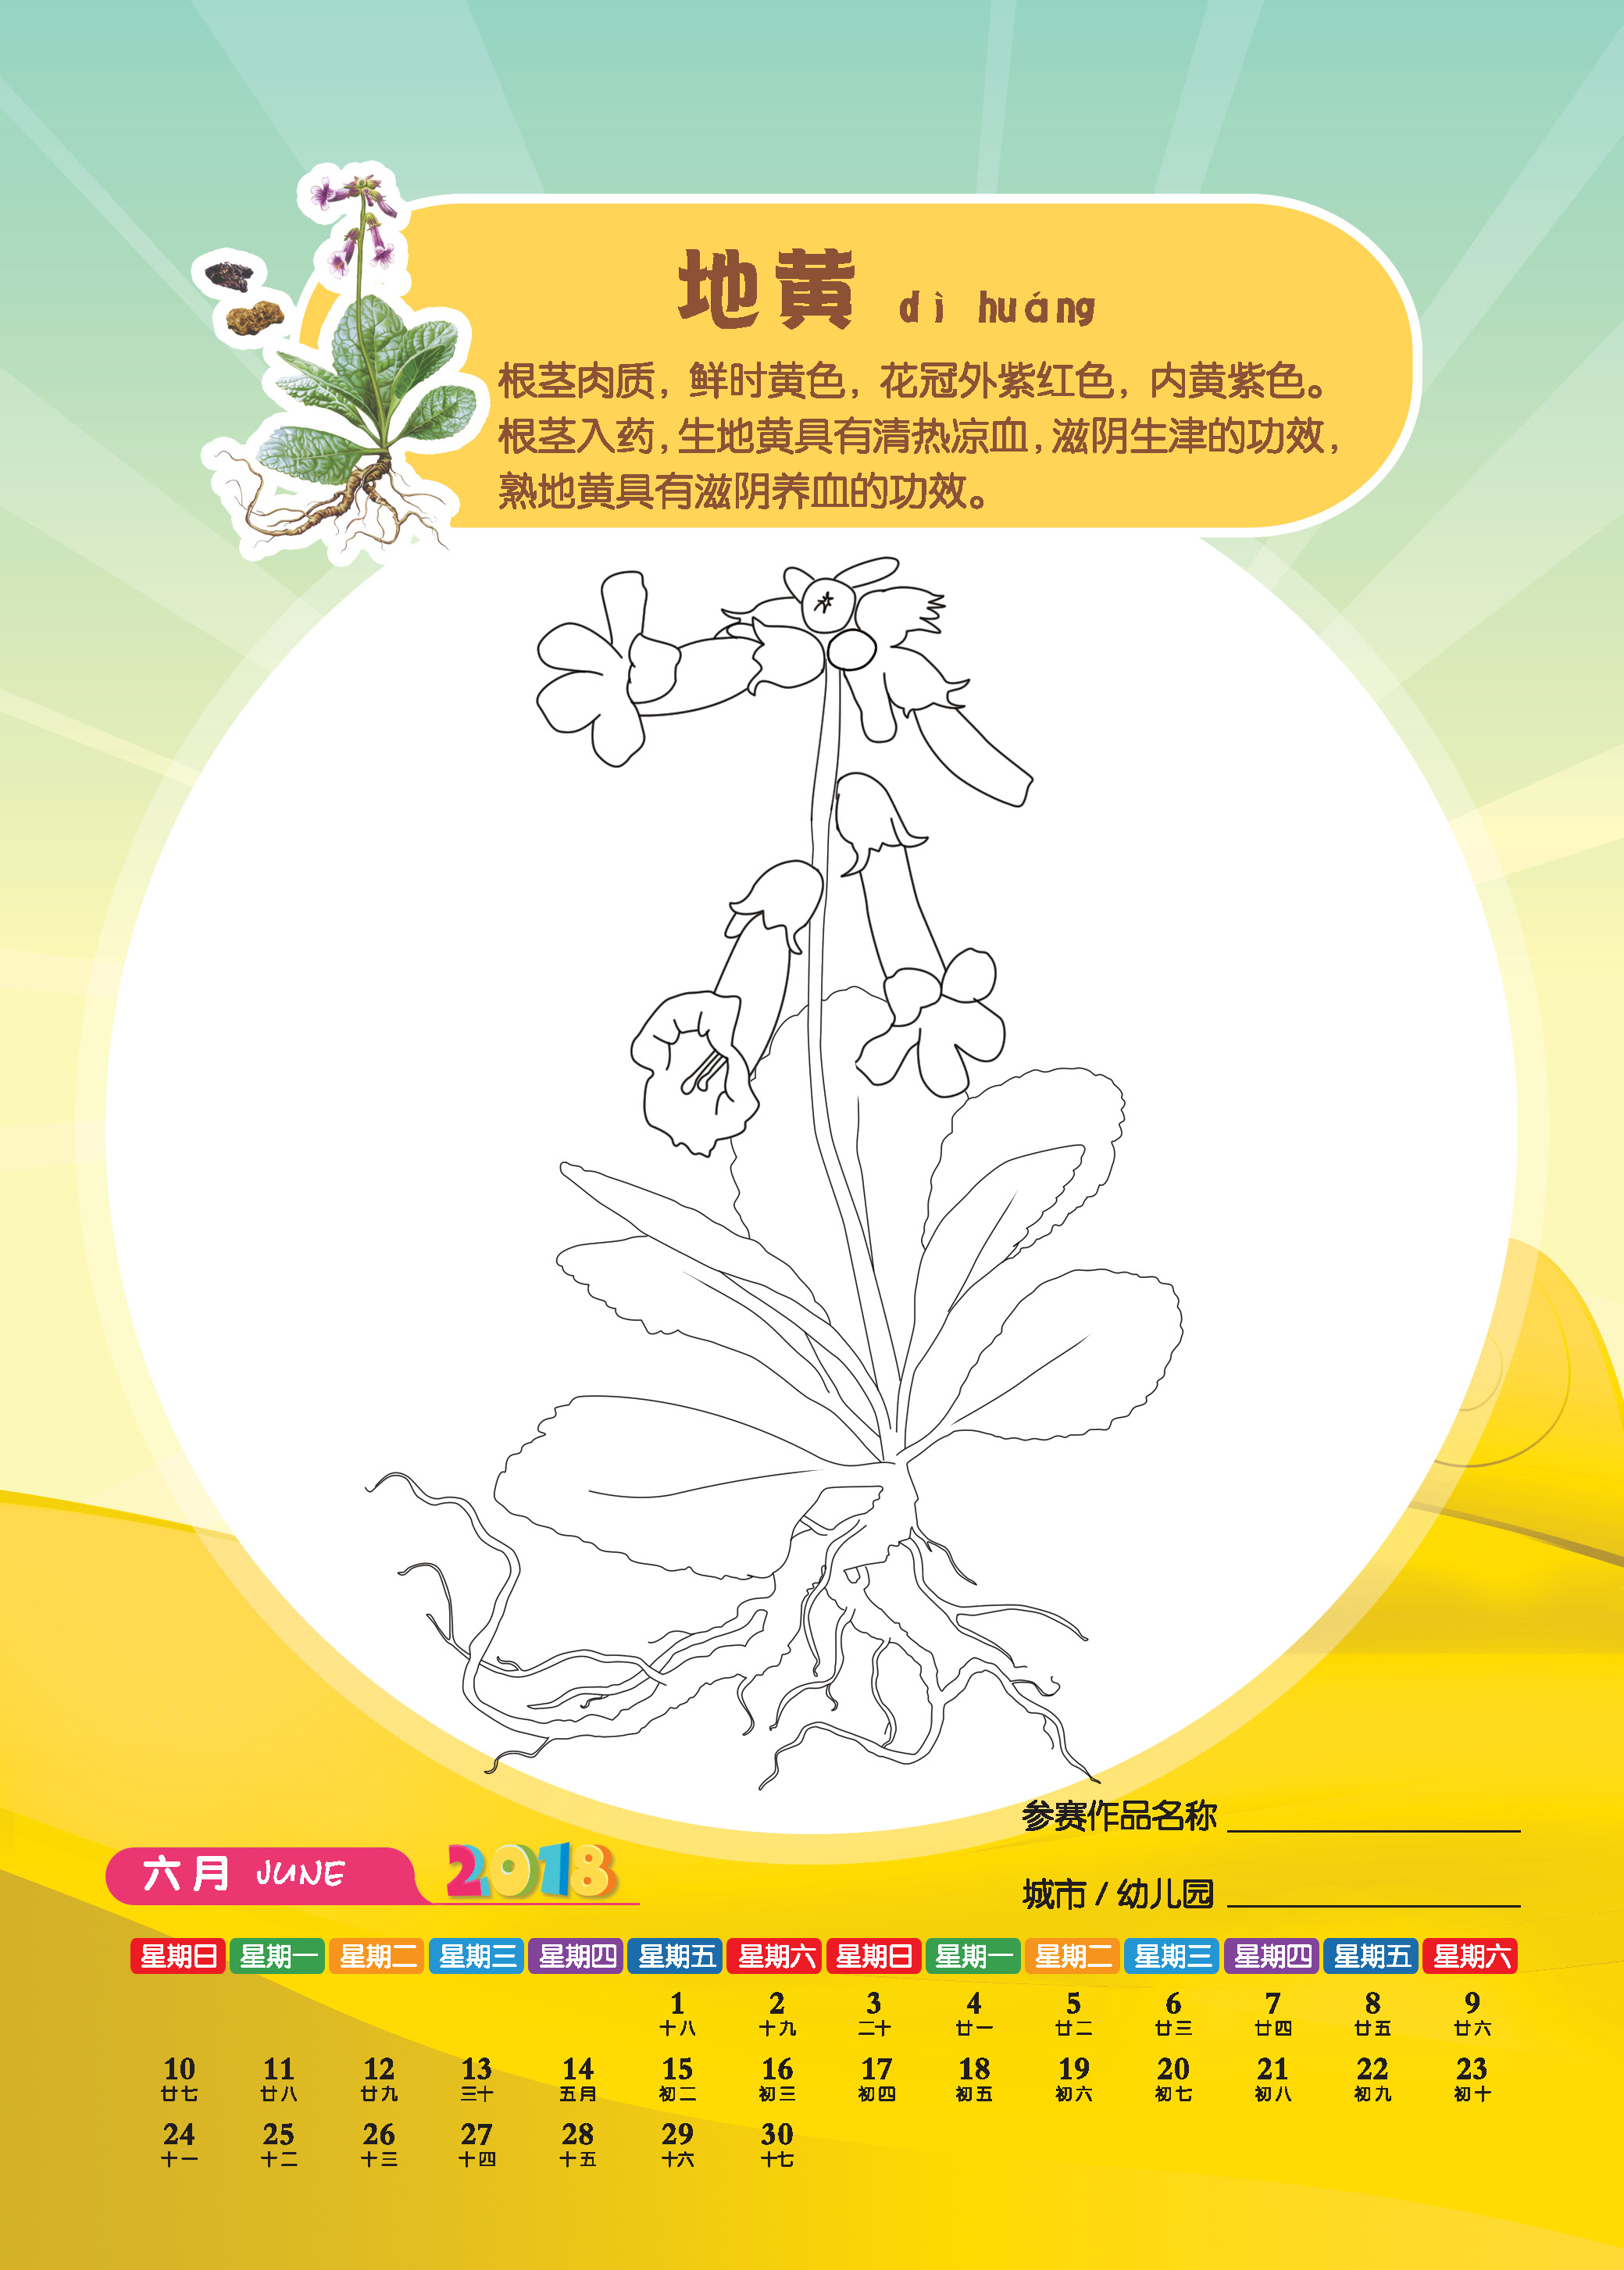 地黄 dì huáng
根茎肉质，鲜时黄色，花冠外紫红色，内黄紫色。
根茎入药，生地黄具有清热凉血，滋阴生津的功效，
熟地黄具有滋阴养血的功效。
参赛作品名称
六月 JUNE 2018
城市 / 幼儿园
星期日 星期一 星期二 星期三 星期四 星期五 星期六 星期日 星期一 星期二 星期三 星期四 星期五 星期六
1 2 3 4 5 6 7 8 9
十八 十九 二十 廿一 廿二 廿三 廿四 廿五 廿六
10 11 12 13 14 15 16 17 18 19 20 21 22 23
廿七 廿八 廿九 三十 五月 初二 初三 初四 初五 初六 初七 初八 初九 初十
24 25 26 27 28 29 30
十一 十二 十三 十四 十五 十六 十七